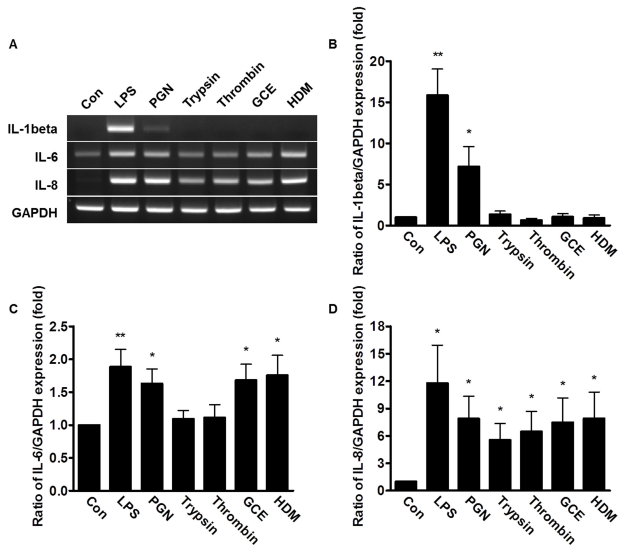 A
Con LPS PGN Trypsin Thrombin GCE HDM
IL-1beta
IL-6
IL-8
GAPDH
B
Ratio of IL-1beta/GAPDH expression (fold)
20
15
10
5
0
**
*
Con LPS PGN Trypsin Thrombin GCE HDM
C
Ratio of IL-6/GAPDH expression (fold)
2.5
2.0
1.5
1.0
0.5
0.0
**
*
*
*
Con LPS PGN Trypsin Thrombin GCE HDM
D
Ratio of IL-8/GAPDH expression (fold)
18
15
12
9
6
3
0
*
*
*
*
*
*
Con LPS PGN Trypsin Thrombin GCE HDM